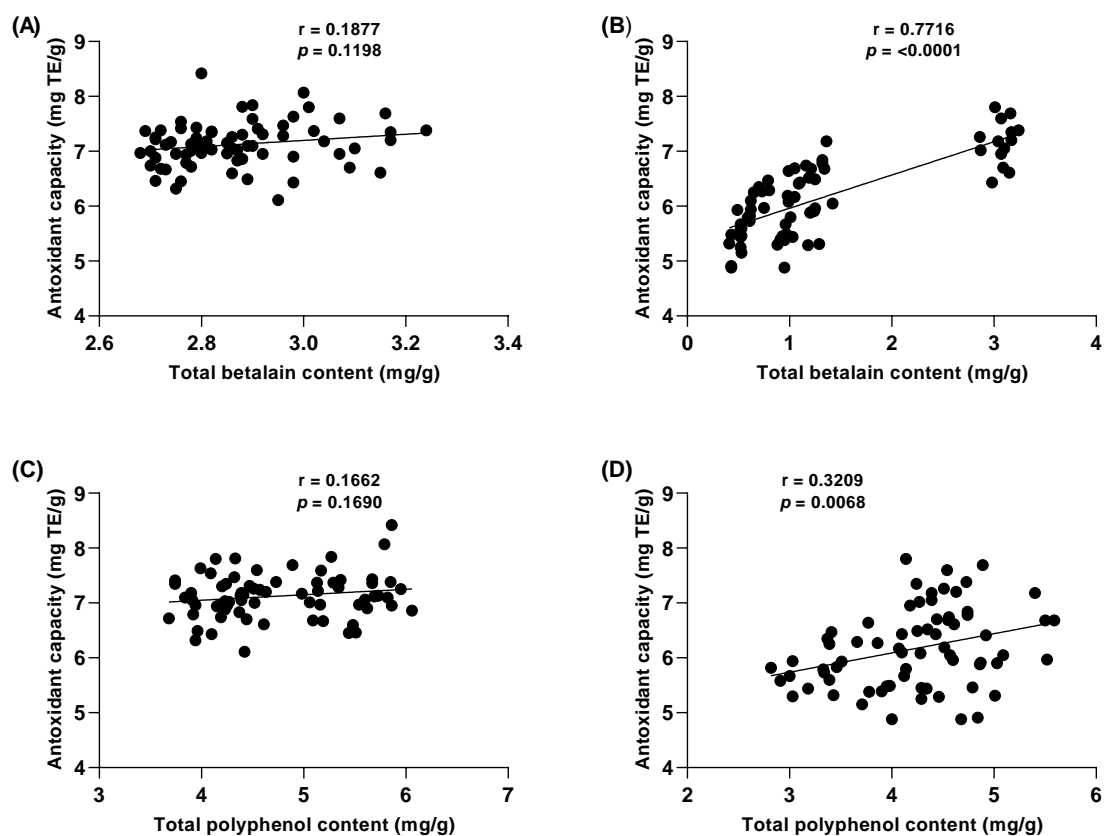 (A)
r = 0.1877
p = 0.1198
9
8
7
6
5
4
Antoxidant capacity (mg TE/g)
2.6
2.8
3.0
3.2
3.4
Total betalain content (mg/g)
(B)
r = 0.7716
p = <0.0001
9
8
7
6
5
4
Antoxidant capacity (mg TE/g)
0
1
2
3
4
Total betalain content (mg/g)
(C)
r = 0.1662
p = 0.1690
9
8
7
6
5
4
Antoxidant capacity (mg TE/g)
3
4
5
6
7
Total polyphenol content (mg/g)
(D)
r = 0.3209
p = 0.0068
9
8
7
6
5
4
Antoxidant capacity (mg TE/g)
2
3
4
5
6
Total polyphenol content (mg/g)